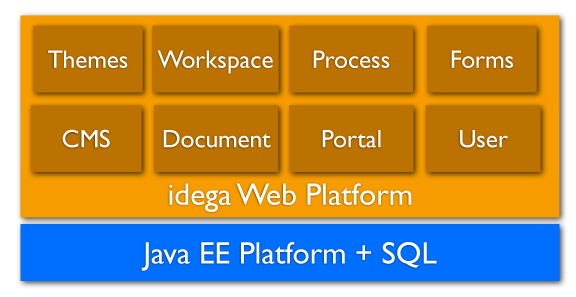 Themes Workspace Process Forms
CMS Document Portal User
idega Web Platform
Java EE Platform + SQL